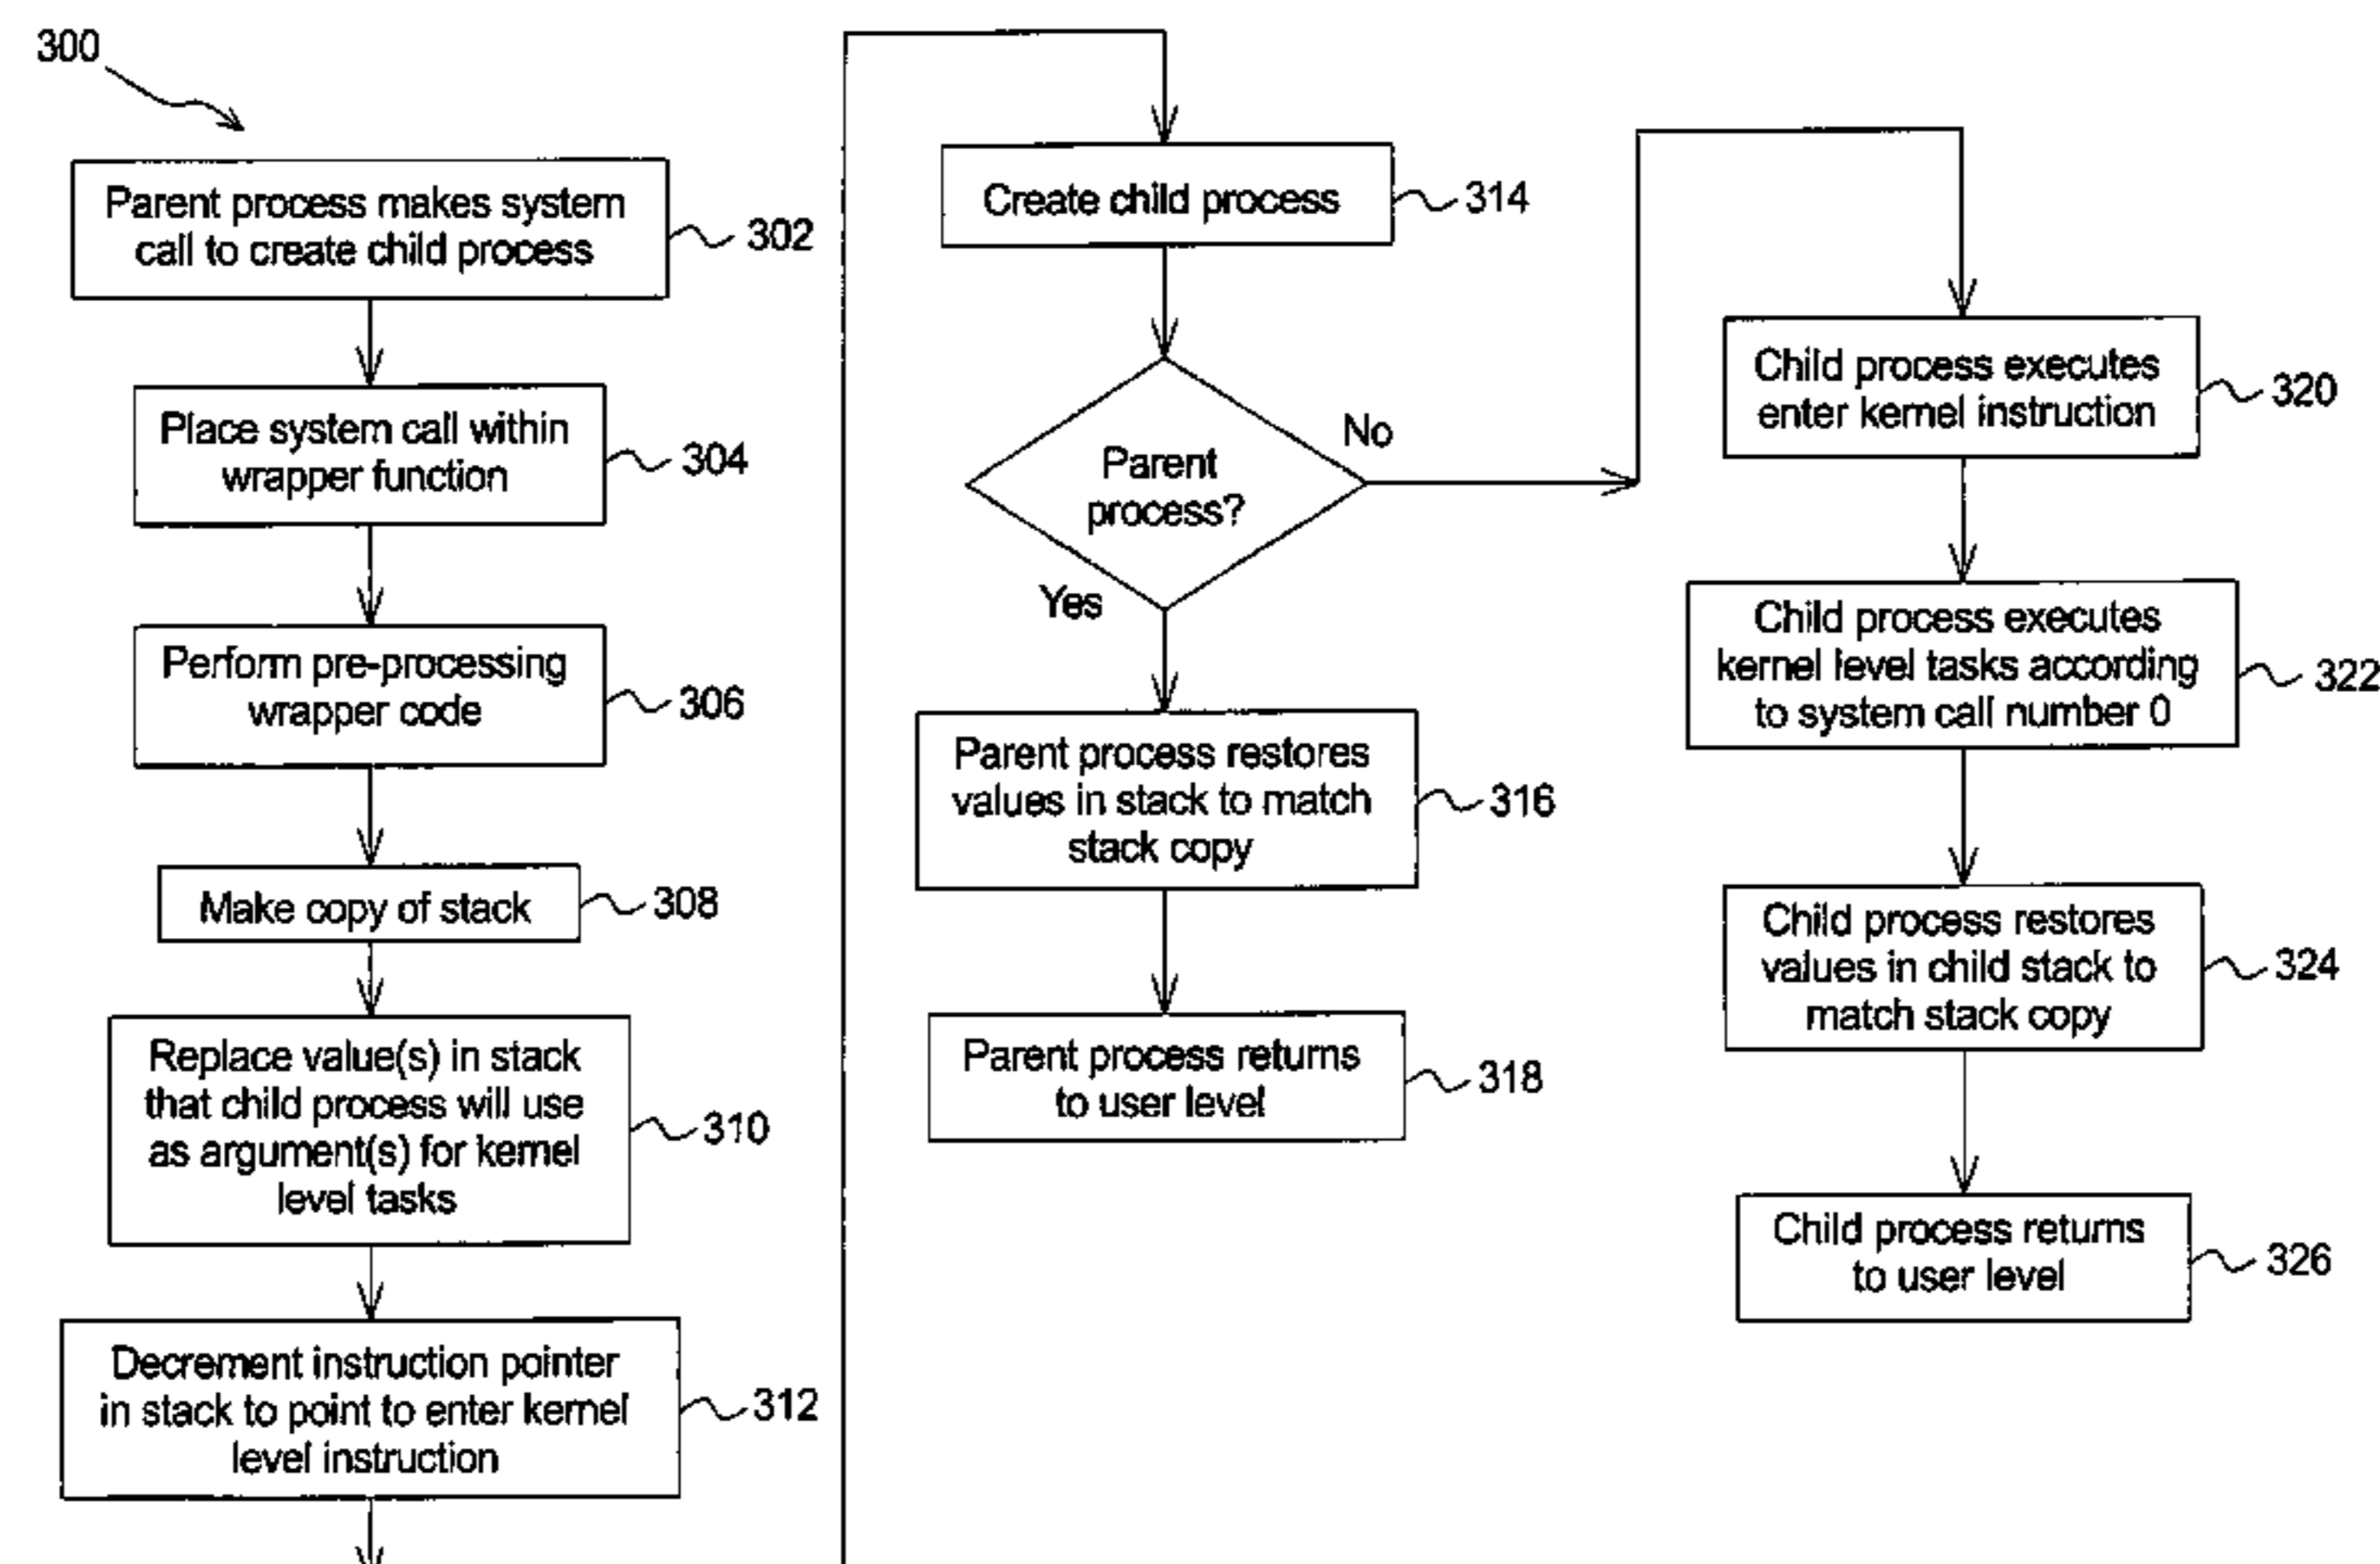 300
Parent process makes system
call to create child process
302
Place system call within
wrapper function
304
Perform pre-processing
wrapper code
306
Make copy of stack
308
Replace value(s) in stack
that child process will use
as argument(s) for kernel
level tasks
310
Decrement instruction pointer
in stack to point to enter kernel
level instruction
312
Create child process
314
Parent
process?
No
Yes
Parent process restores
values in stack to match
stack copy
316
Parent process returns
to user level
318
Child process executes
enter kernel instruction
320
Child process executes
kernel level tasks according
to system call number 0
322
Child process restores
values in child stack to
match stack copy
324
Child process returns
to user level
326